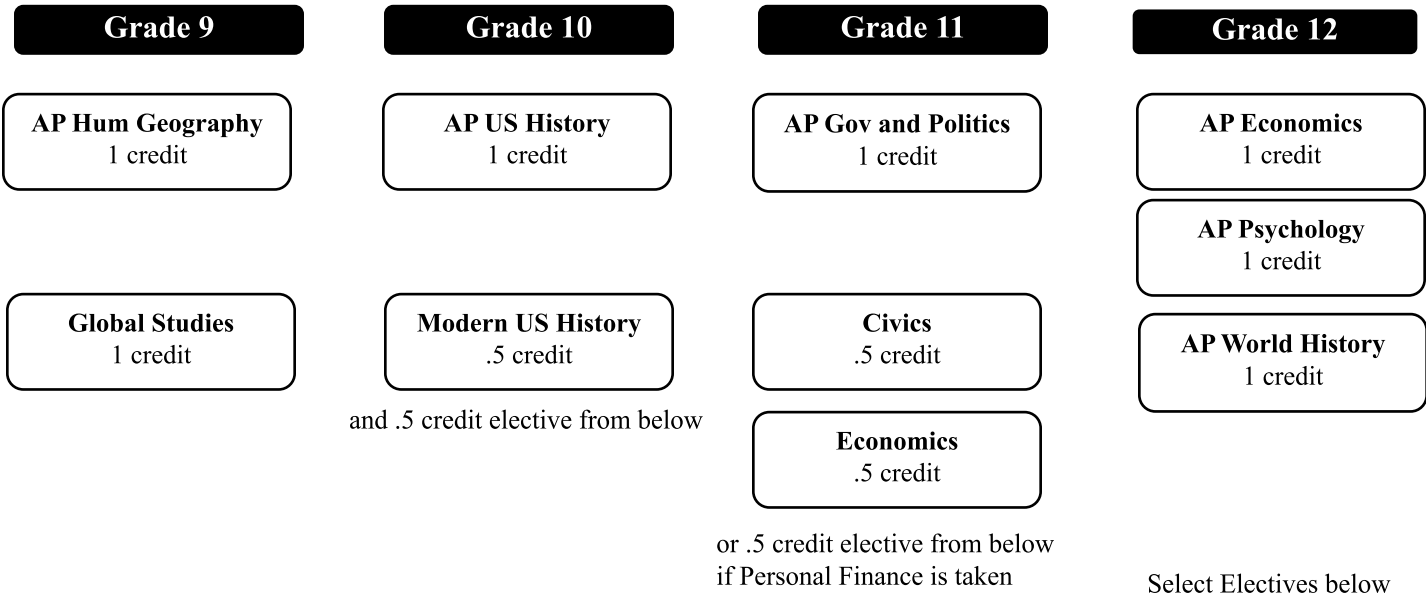 Grade 9
Grade 10
Grade 11
Grade 12
AP Hum Geography
1 credit
AP US History
1 credit
AP Gov and Politics
1 credit
AP Economics
1 credit
AP Psychology
1 credit
Global Studies
1 credit
Modern US History
.5 credit
and .5 credit elective from below
Civics
.5 credit
Economics
.5 credit
or .5 credit elective from below
if Personal Finance is taken
AP World History
1 credit
Select Electives below